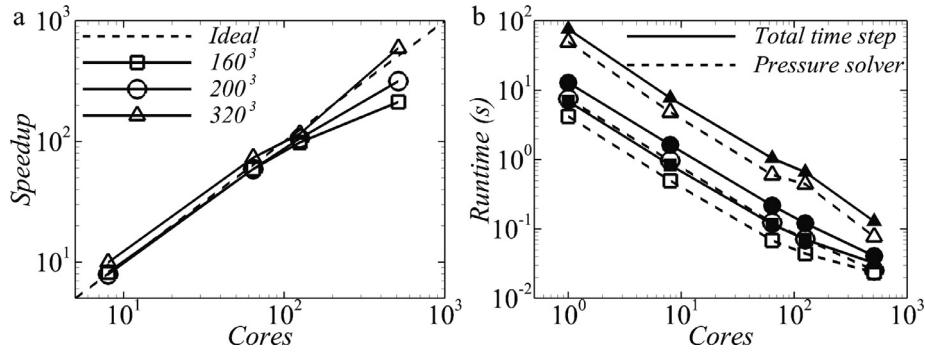 a
10³
10²
10¹
Speedup
Ideal
160³
200³
320³
10¹
10²
10³
Cores
b
10²
10¹
10⁰
10⁻¹
10⁻²
Runtime (s)
Total time step
Pressure solver
10⁰
10¹
10²
10³
Cores